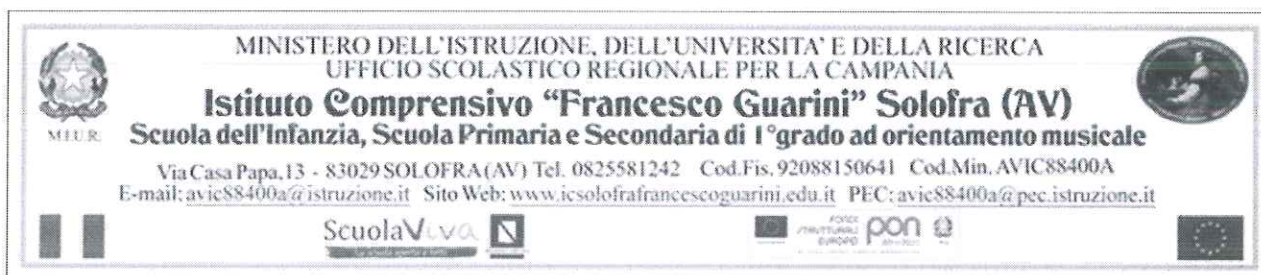 MINISTERO DELL'ISTRUZIONE, DELL'UNIVERSITA' E DELLA RICERCA
UFFICIO SCOLASTICO REGIONALE PER LA CAMPANIA
Istituto Comprensivo “Francesco Guarini” Solofra (AV)
M.I.U.R.
Scuola dell'Infanzia, Scuola Primaria e Secondaria di I°grado ad orientamento musicale
Via Casa Papa,13 - 83029 SOLOFRA (AV) Tel. 0825581242 Cod.Fis. 92088150641 Cod.Min. AVIC88400A
E-mail: avic88400a@istruzione.it Sito Web: www.icsolofrafrancescoguarini.edu.it PEC: avic88400a@pec.istruzione.it
ScuolaViva
FONDI STRUTTURALI EUROPEI pon